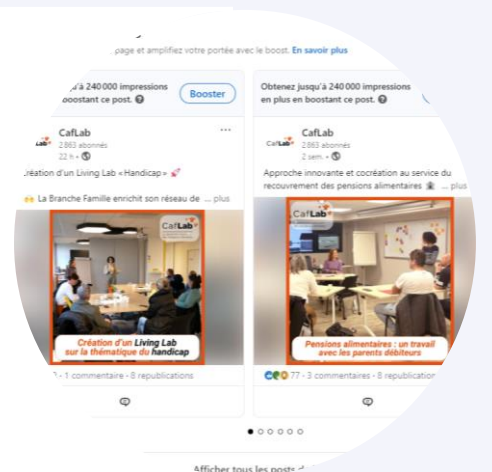 page et amplifiez votre portée avec le boost. En savoir plus
240 000 impressions
boostant ce post.
Booster
CafLab
2 863 abonnés
22 h
création d'un Living Lab « Handicap » 🚀
🙌 La Branche Famille enrichit son réseau de ... plus
CafLab
Création d'un Living Lab
sur la thématique du handicap
1 commentaire · 8 republications
Obtenez jusqu'à 240 000 impressions
en plus en boostant ce post.
CafLab
2 863 abonnés
2 sem.
Approche innovante et cocréation au service du
recouvrement des pensions alimentaires ... plus
CafLab
Pensions alimentaires : un travail
avec les parents débiteurs
77 · 3 commentaires · 8 republications
Afficher tous les posts